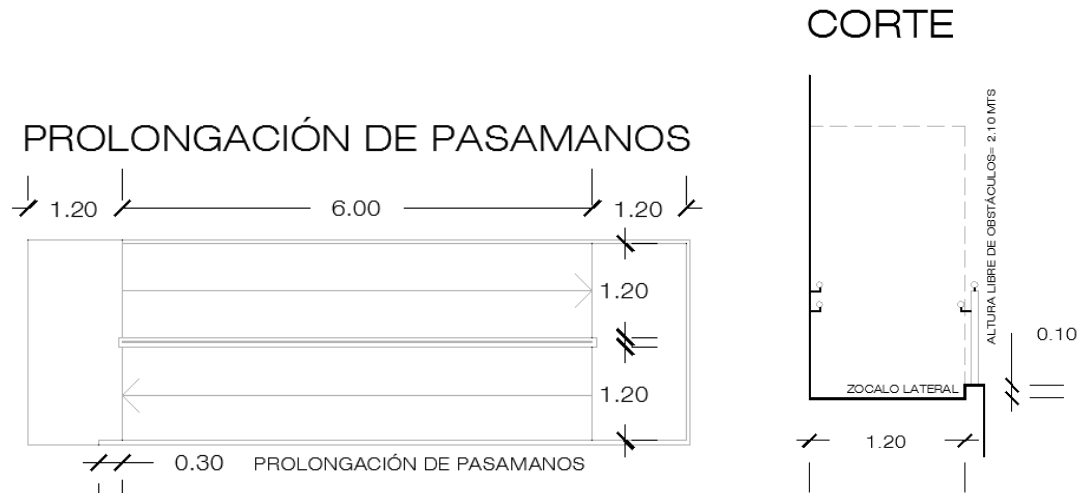 CORTE
PROLONGACIÓN DE PASAMANOS
1.20 6.00 1.20
1.20
1.20
0.30 PROLONGACIÓN DE PASAMANOS
ALTURA LIBRE DE OBSTÁCULOS= 2.10 MTS
0.10
ZOCALO LATERAL
1.20